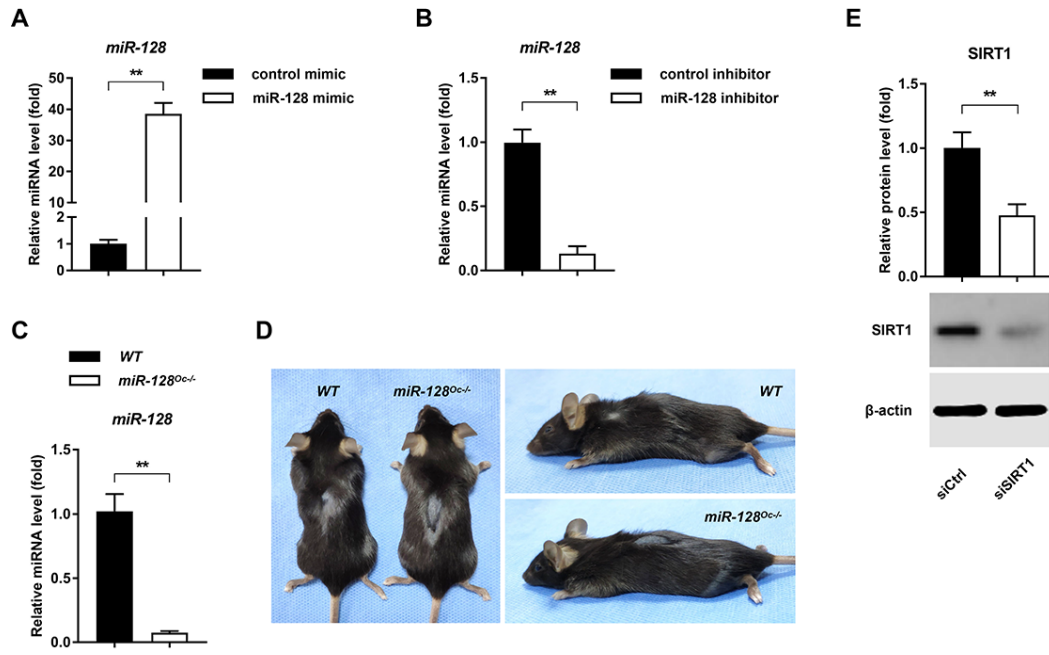 A
miR-128
Relative miRNA level (fold)
50
40
30
20
10
2
1
0
**
control mimic
miR-128 mimic
B
miR-128
Relative miRNA level (fold)
1.5
1.0
0.5
0.0
**
control inhibitor
miR-128 inhibitor
C
WT
miR-128Oc-/-
miR-128
Relative miRNA level (fold)
1.5
1.0
0.5
0.0
**
D
WT
miR-128Oc-/-
WT
miR-128Oc-/-
E
SIRT1
Relative protein level (fold)
1.5
1.0
0.5
0.0
**
SIRT1
β-actin
siCtrl
siSIRT1